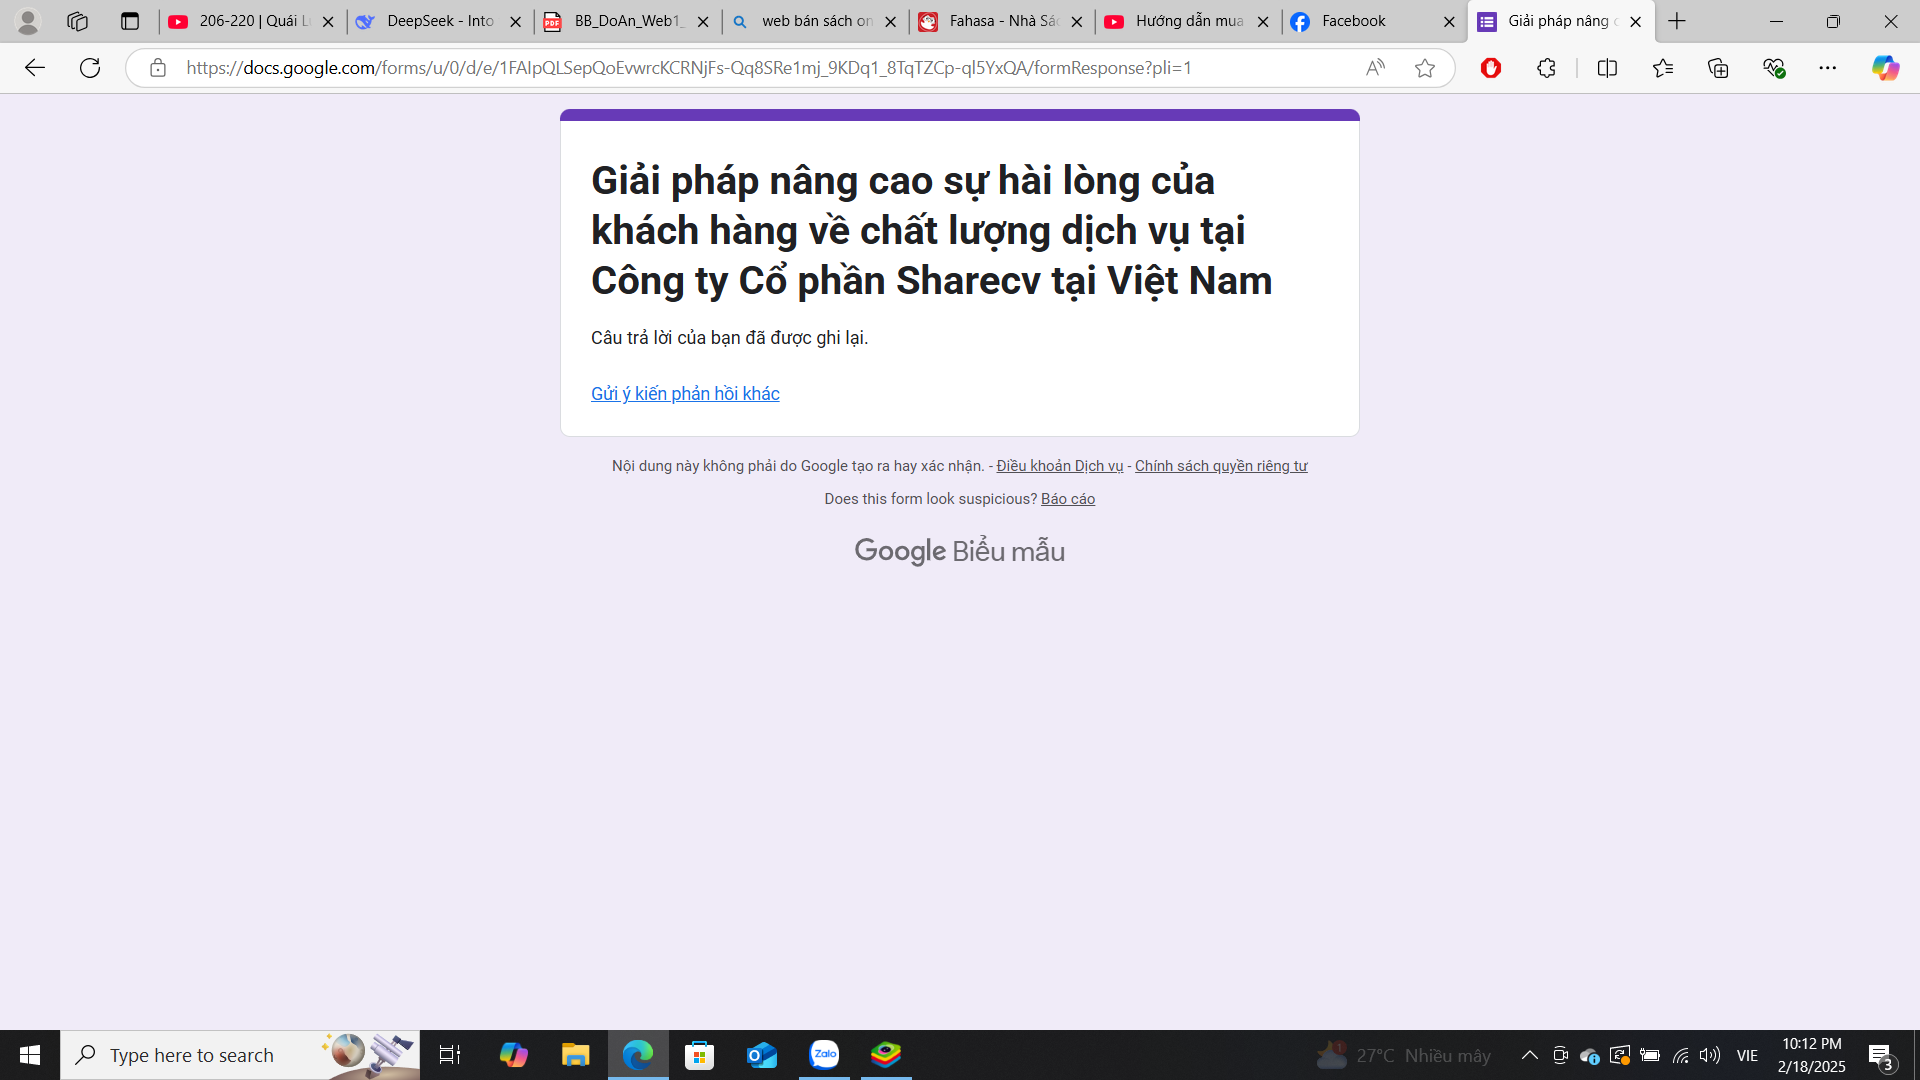 206-220 | Quái L
DeepSeek - Into
BB_DoAn_Web1_
web bán sách on
Fahasa - Nhà Sá
Hướng dẫn mua
Facebook
Giải pháp nâng c
https://docs.google.com/forms/u/0/d/e/1FAIpQLSepQoEvwrcKCRNjFs-Qq8SRe1mj_9KDq1_8TqTZCp-ql5YxQA/formResponse?pli=1
Giải pháp nâng cao sự hài lòng của
khách hàng về chất lượng dịch vụ tại
Công ty Cổ phần Sharecv tại Việt Nam
Câu trả lời của bạn đã được ghi lại.
Gửi ý kiến phản hồi khác
Nội dung này không phải do Google tạo ra hay xác nhận. - Điều khoản Dịch vụ - Chính sách quyền riêng tư
Does this form look suspicious? Báo cáo
Google Biểu mẫu
Type here to search
Zalo
1
27°C Nhiều mây
VIE
10:12 PM
2/18/2025
3